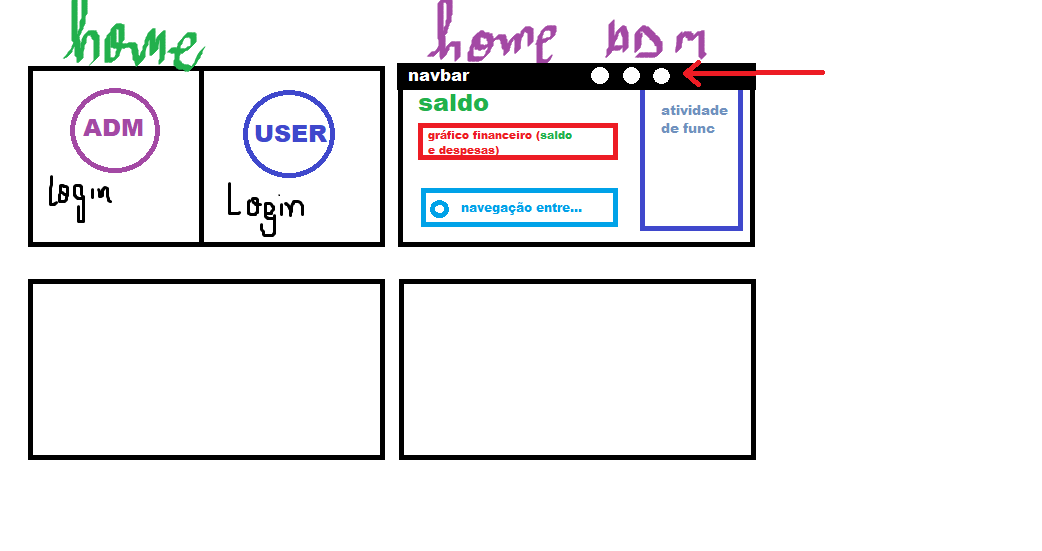 home
home ADM
ADM
USER
Login
Login
navbar
saldo
gráfico financeiro (saldo
e despesas)
navegação entre...
atividade
de func